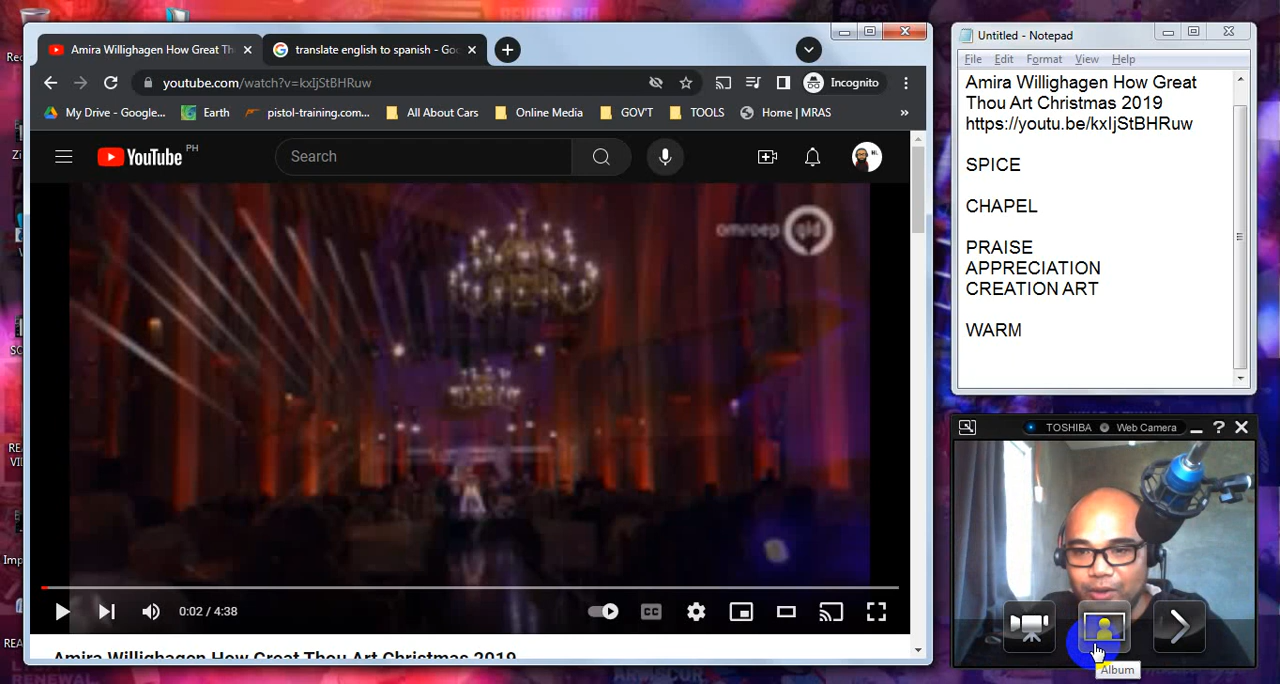 Amira Willighagen How Great Th
translate english to spanish - Goo
youtube.com/watch?v=kxIjStBHRuw
Incognito
My Drive - Google...
Earth
pistol-training.com...
All About Cars
Online Media
GOV'T
TOOLS
Home | MRAS
»
YouTube PH
Search
omroep gld
0:02 / 4:38
CC
Amira Willighagen How Great Thou Art Christmas 2019
Untitled - Notepad
File Edit Format View Help
Amira Willighagen How Great
Thou Art Christmas 2019
https://youtu.be/kxIjStBHRuw
SPICE
CHAPEL
PRAISE
APPRECIATION
CREATION ART
WARM
TOSHIBA Web Camera
?
Album